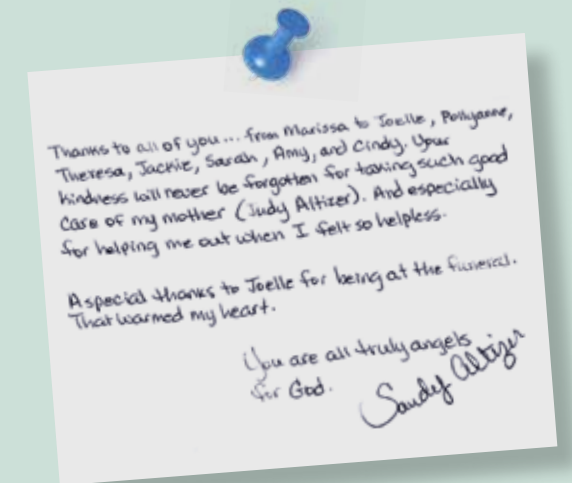 Thanks to all of you... from Marissa to Joelle, Pollyanne,
Theresa, Jackie, Sarah, Amy, and Cindy. Your
kindness will never be forgotten for taking such good
care of my mother (Judy Altizer). And especially
for helping me out when I felt so helpless.
A special thanks to Joelle for being at the funeral.
That warmed my heart.
You are all truly angels
for God.
Sandy Altizer